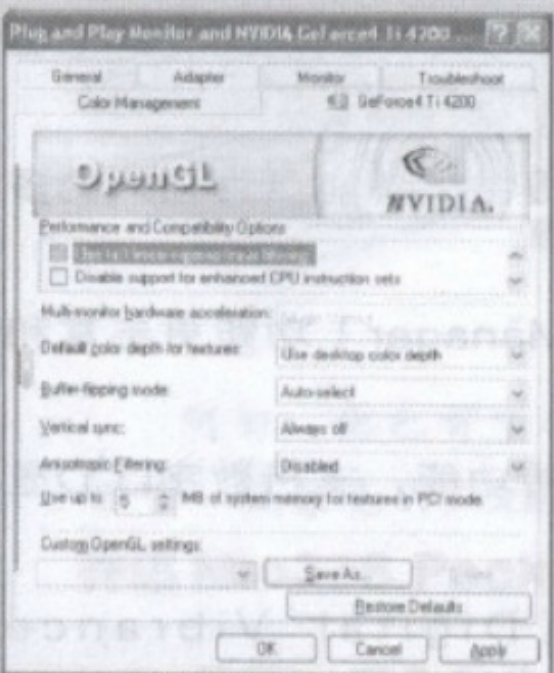 Plug and Play Monitor and NVIDIA GeForce4 Ti 4200 ...
General Adapter Monitor Troubleshoot
Color Management GeForce4 Ti 4200
OpenGL
NVIDIA.
Performance and Compatibility Options
Disable support for enhanced CPU instruction sets
Multi-monitor hardware acceleration:
Default color depth for textures: Use desktop color depth
Buffer-flipping mode: Auto-select
Vertical sync: Always off
Anisotropic Filtering: Disabled
Use up to 5 MB of system memory for textures in PCI mode.
Custom OpenGL settings:
Save As...
Restore Defaults
OK Cancel Apply